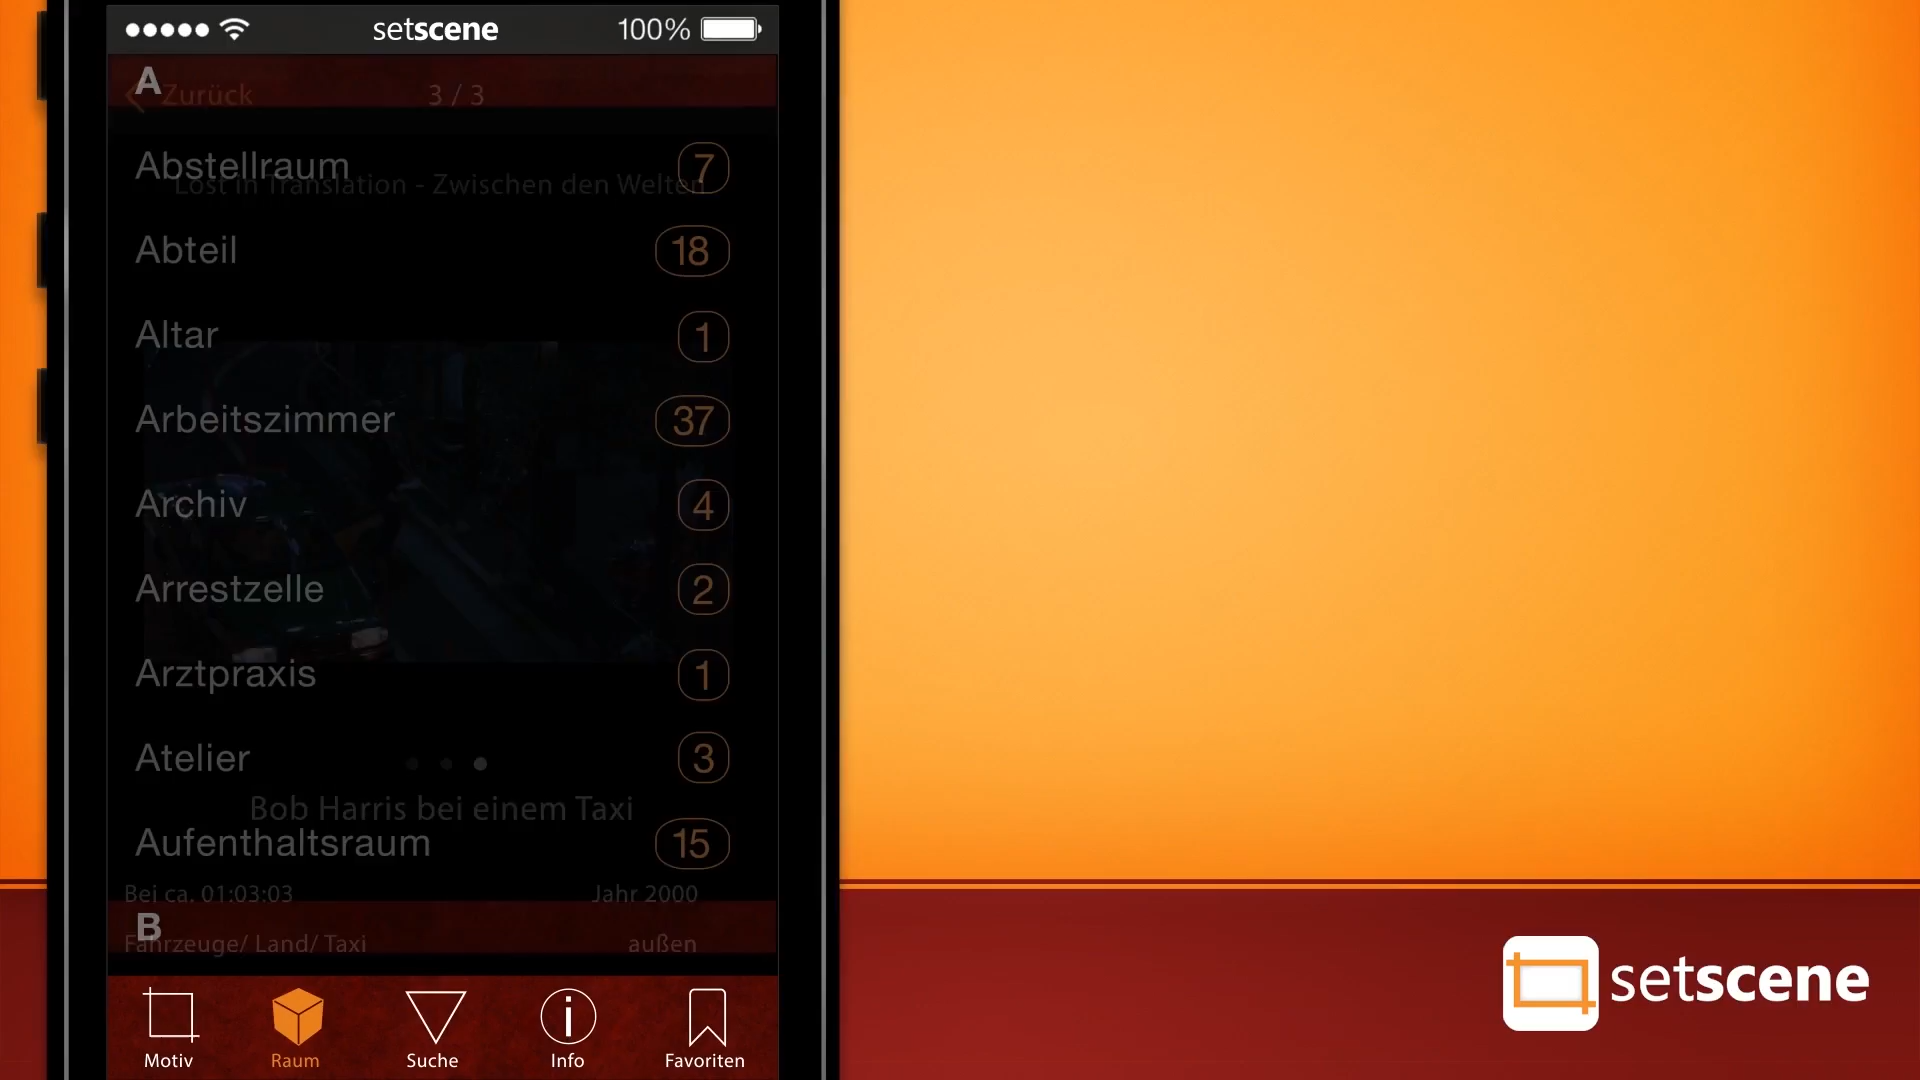 setscene 100%
A
Zurück 3 / 3
Abstellraum 7
Lost in Translation - Zwischen den Welten
Abteil 18
Altar 1
Arbeitszimmer 37
Archiv 4
Arrestzelle 2
Arztpraxis 1
Atelier 3
Bob Harris bei einem Taxi
Aufenthaltsraum 15
Bei ca. 01:03:03 Jahr 2000
B
Fahrzeuge/ Land/ Taxi außen
Motiv Raum Suche Info Favoriten
setscene